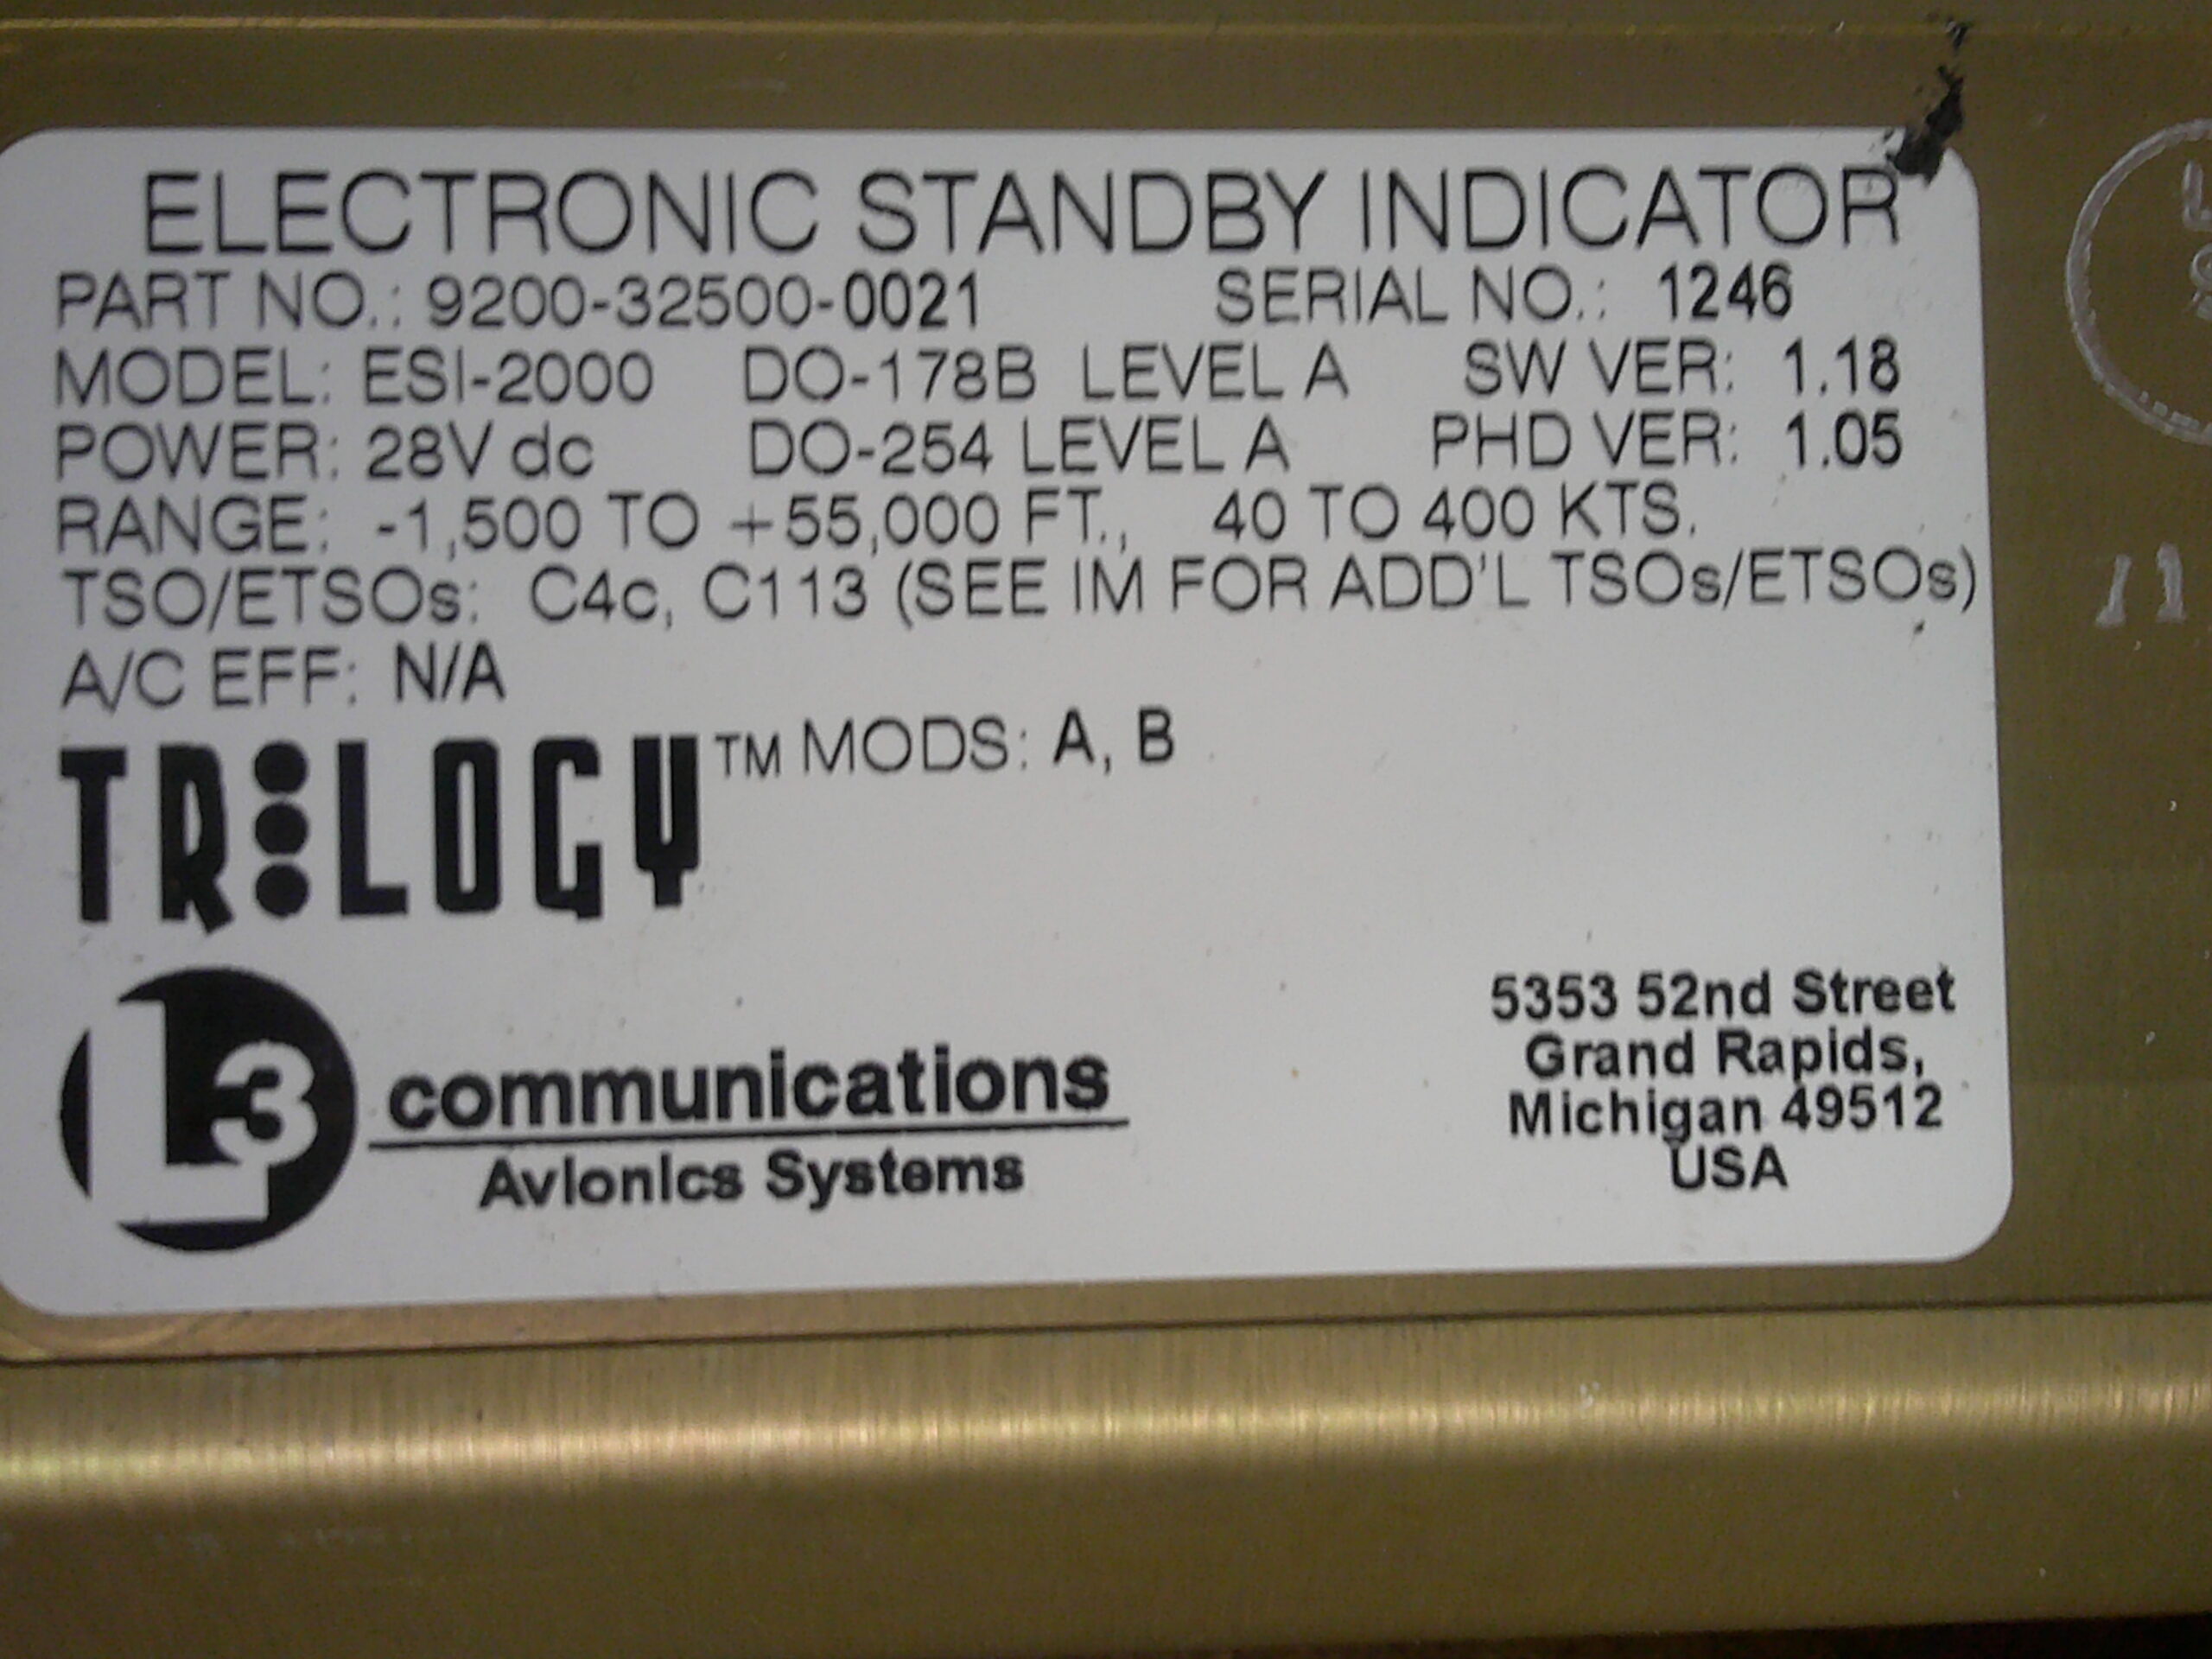 ELECTRONIC STANDBY INDICATOR
PART NO.: 9200-32500-0021 SERIAL NO.: 1246
MODEL: ESI-2000 DO-178B LEVEL A SW VER: 1.18
POWER: 28V dc DO-254 LEVEL A PHD VER: 1.05
RANGE: -1,500 TO +55,000 FT., 40 TO 400 KTS.
TSO/ETSOs: C4c, C113 (SEE IM FOR ADD'L TSOs/ETSOs)
A/C EFF: N/A
TRILOGY™ MODS: A, B
L3 communications
Avionics Systems
5353 52nd Street
Grand Rapids,
Michigan 49512
USA
11